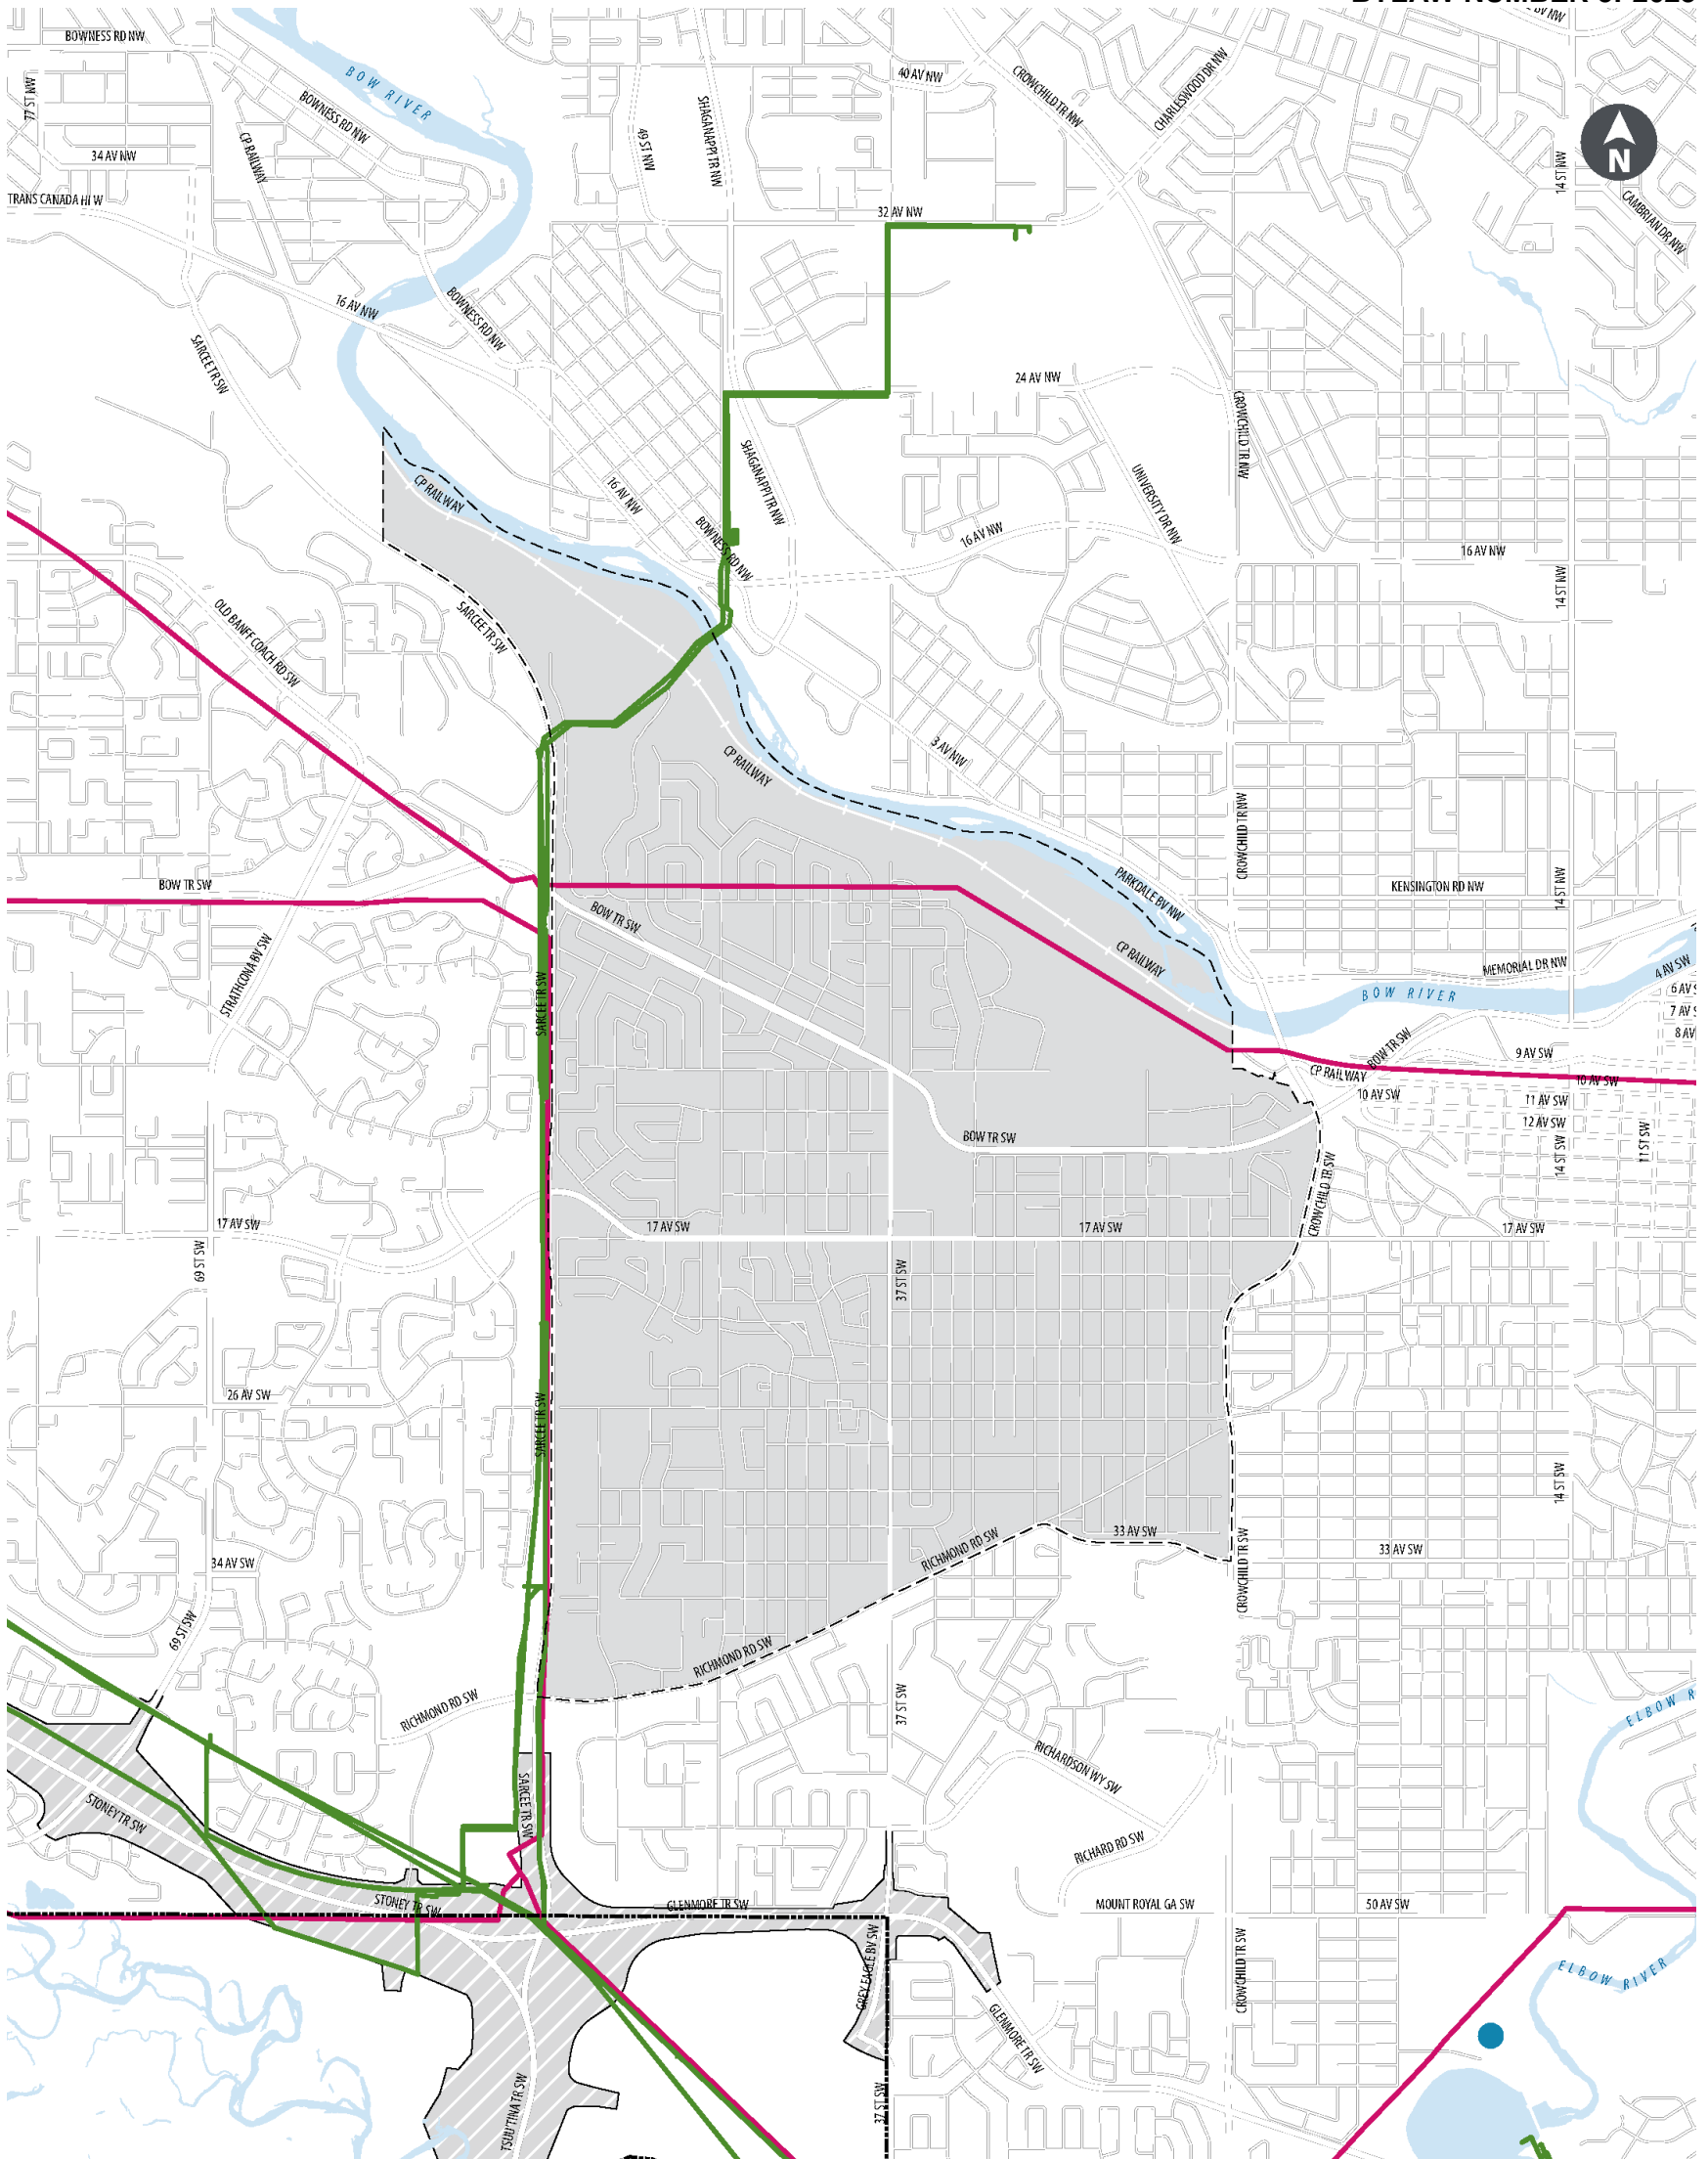 BOWNESS RD NW
BOW RIVER
77 ST NW
BOWNESS RD NW
CP RAILWAY
34 AV NW
TRANS CANADA HI W
49 ST NW
SHAGANAPPI TR NW
40 AV NW
CROWCHILD TR NW
CHARLESWOOD DR NW
14 ST NW
N
CAMBRIAN DR NW
32 AV NW
16 AV NW
BOWNESS RD NW
SARCEE TR SW
24 AV NW
CROWCHILD TR NW
SHAGANAPPI TR NW
UNIVERSITY DR NW
CP RAILWAY
16 AV NW
BOWNESS RD NW
16 AV NW
16 AV NW
14 ST NW
OLD BANFF COACH RD SW
SARCEE TR SW
CP RAILWAY
3 AV NW
CROWCHILD TR NW
BOW TR SW
BOW TR SW
PARKDALE BV NW
KENSINGTON RD NW
14 ST NW
STRATHCONA BV SW
SARCEE TR SW
CP RAILWAY
MEMORIAL DR NW
4 AV SW
BOW RIVER
6 AV S
7 AV S
8 AV
BOW TR SW
9 AV SW
CP RAILWAY
10 AV SW
10 AV SW
11 AV SW
12 AV SW
BOW TR SW
14 ST SW
11 ST SW
CROWCHILD TR SW
17 AV SW
17 AV SW
17 AV SW
17 AV SW
69 ST SW
37 ST SW
26 AV SW
SARCEE TR SW
14 ST SW
34 AV SW
RICHMOND RD SW
33 AV SW
33 AV SW
CROWCHILD TR SW
69 ST SW
RICHMOND RD SW
RICHMOND RD SW
37 ST SW
ELBOW R
RICHARDSON WY SW
STONEY TR SW
SARCEE TR SW
RICHARD RD SW
STONEY TR SW
GLENMORE TR SW
MOUNT ROYAL GA SW
50 AV SW
GREY EAGLE BV SW
CROWCHILD TR SW
ELBOW RIVER
GLENMORE TR SW
TSUUT'INA TR SW
37 ST SW